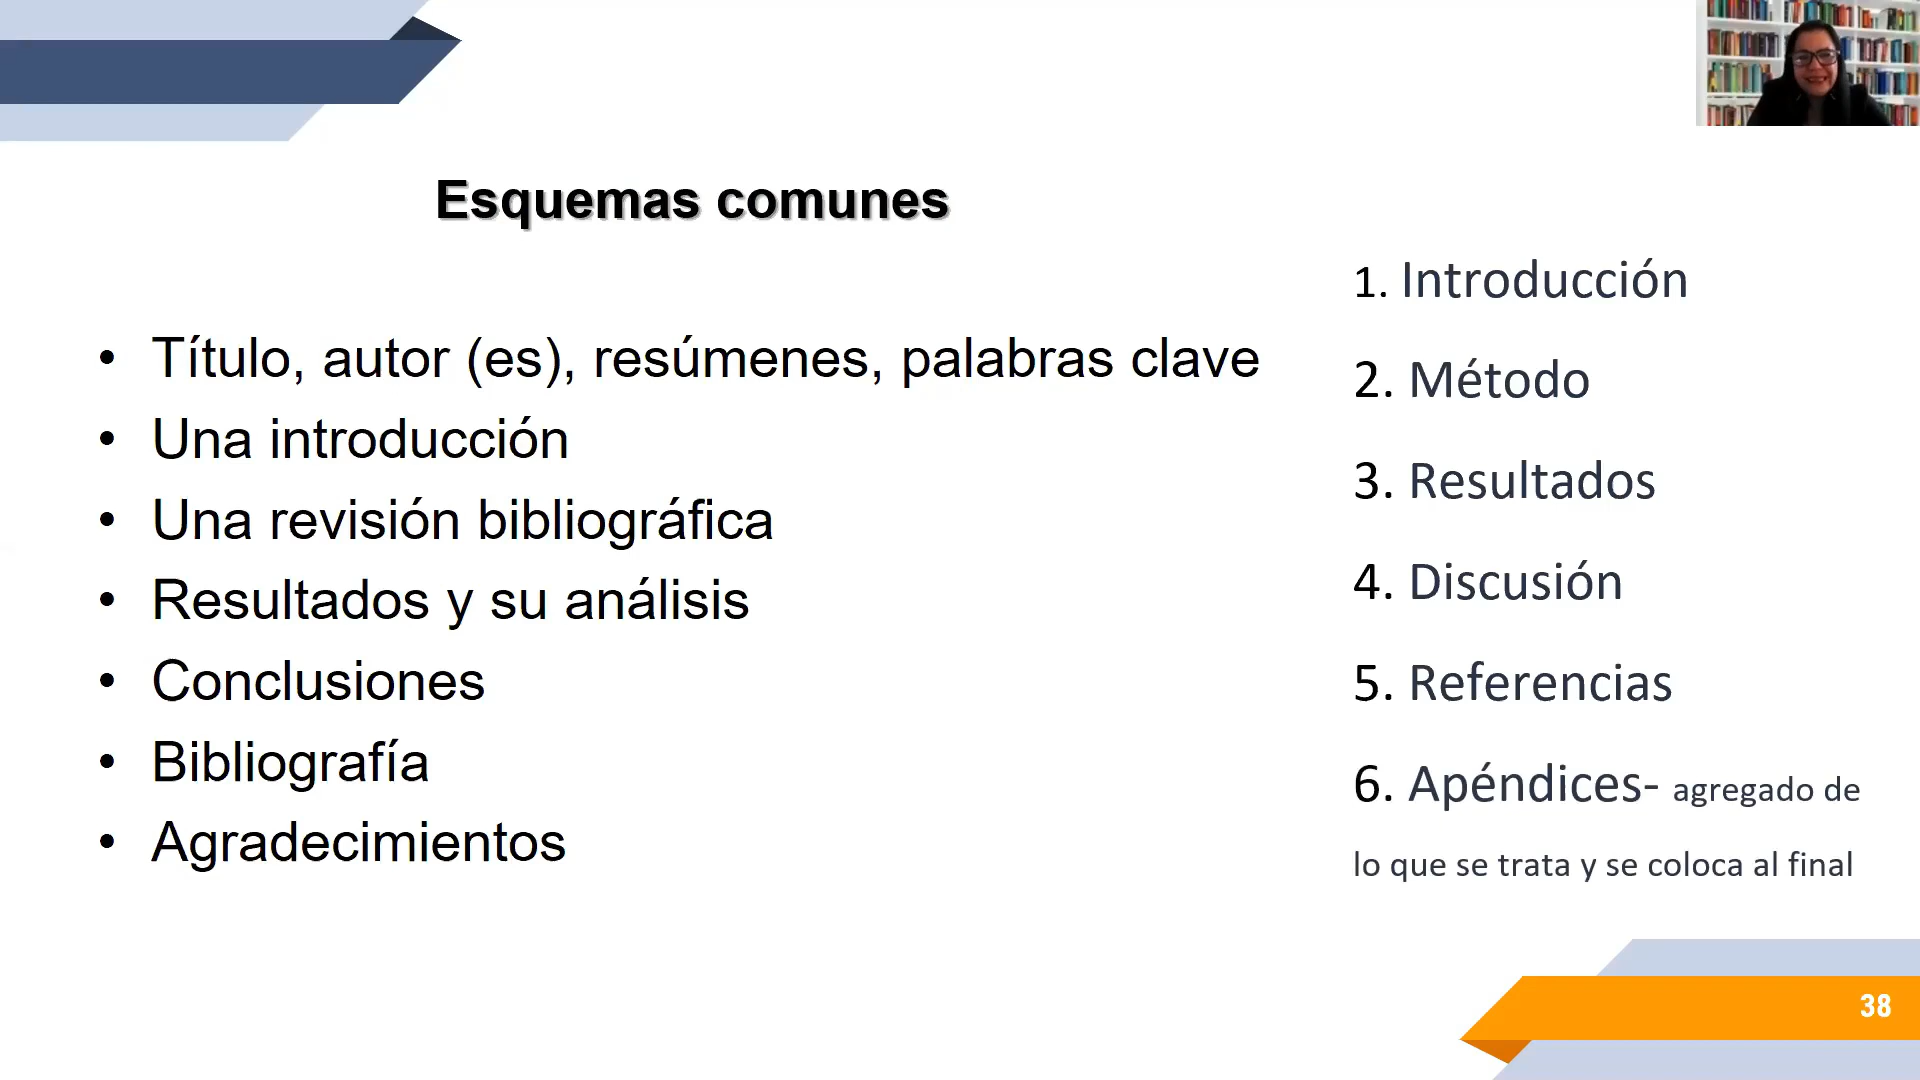 Esquemas comunes
• Título, autor (es), resúmenes, palabras clave
• Una introducción
• Una revisión bibliográfica
• Resultados y su análisis
• Conclusiones
• Bibliografía
• Agradecimientos
1. Introducción
2. Método
3. Resultados
4. Discusión
5. Referencias
6. Apéndices- agregado de
lo que se trata y se coloca al final
38